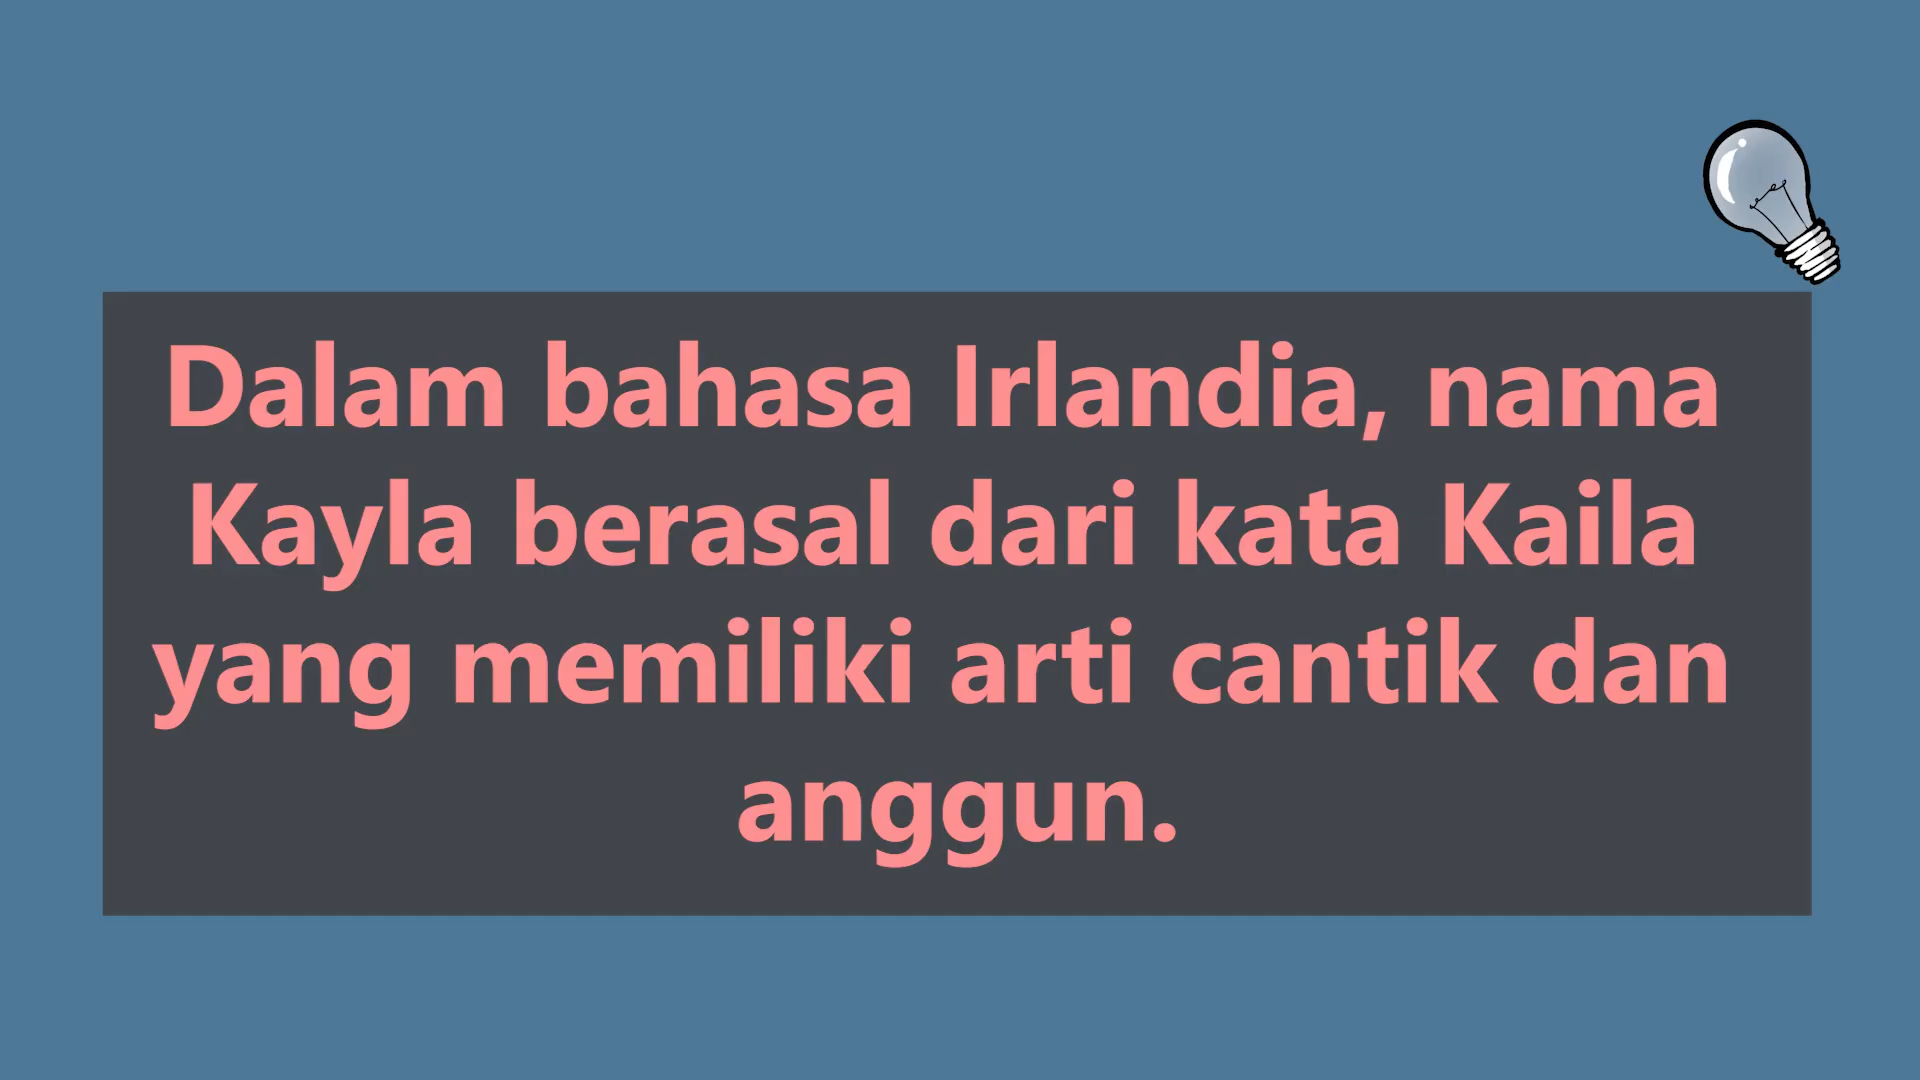 Dalam bahasa Irlandia, nama
Kayla berasal dari kata Kaila
yang memiliki arti cantik dan
anggun.